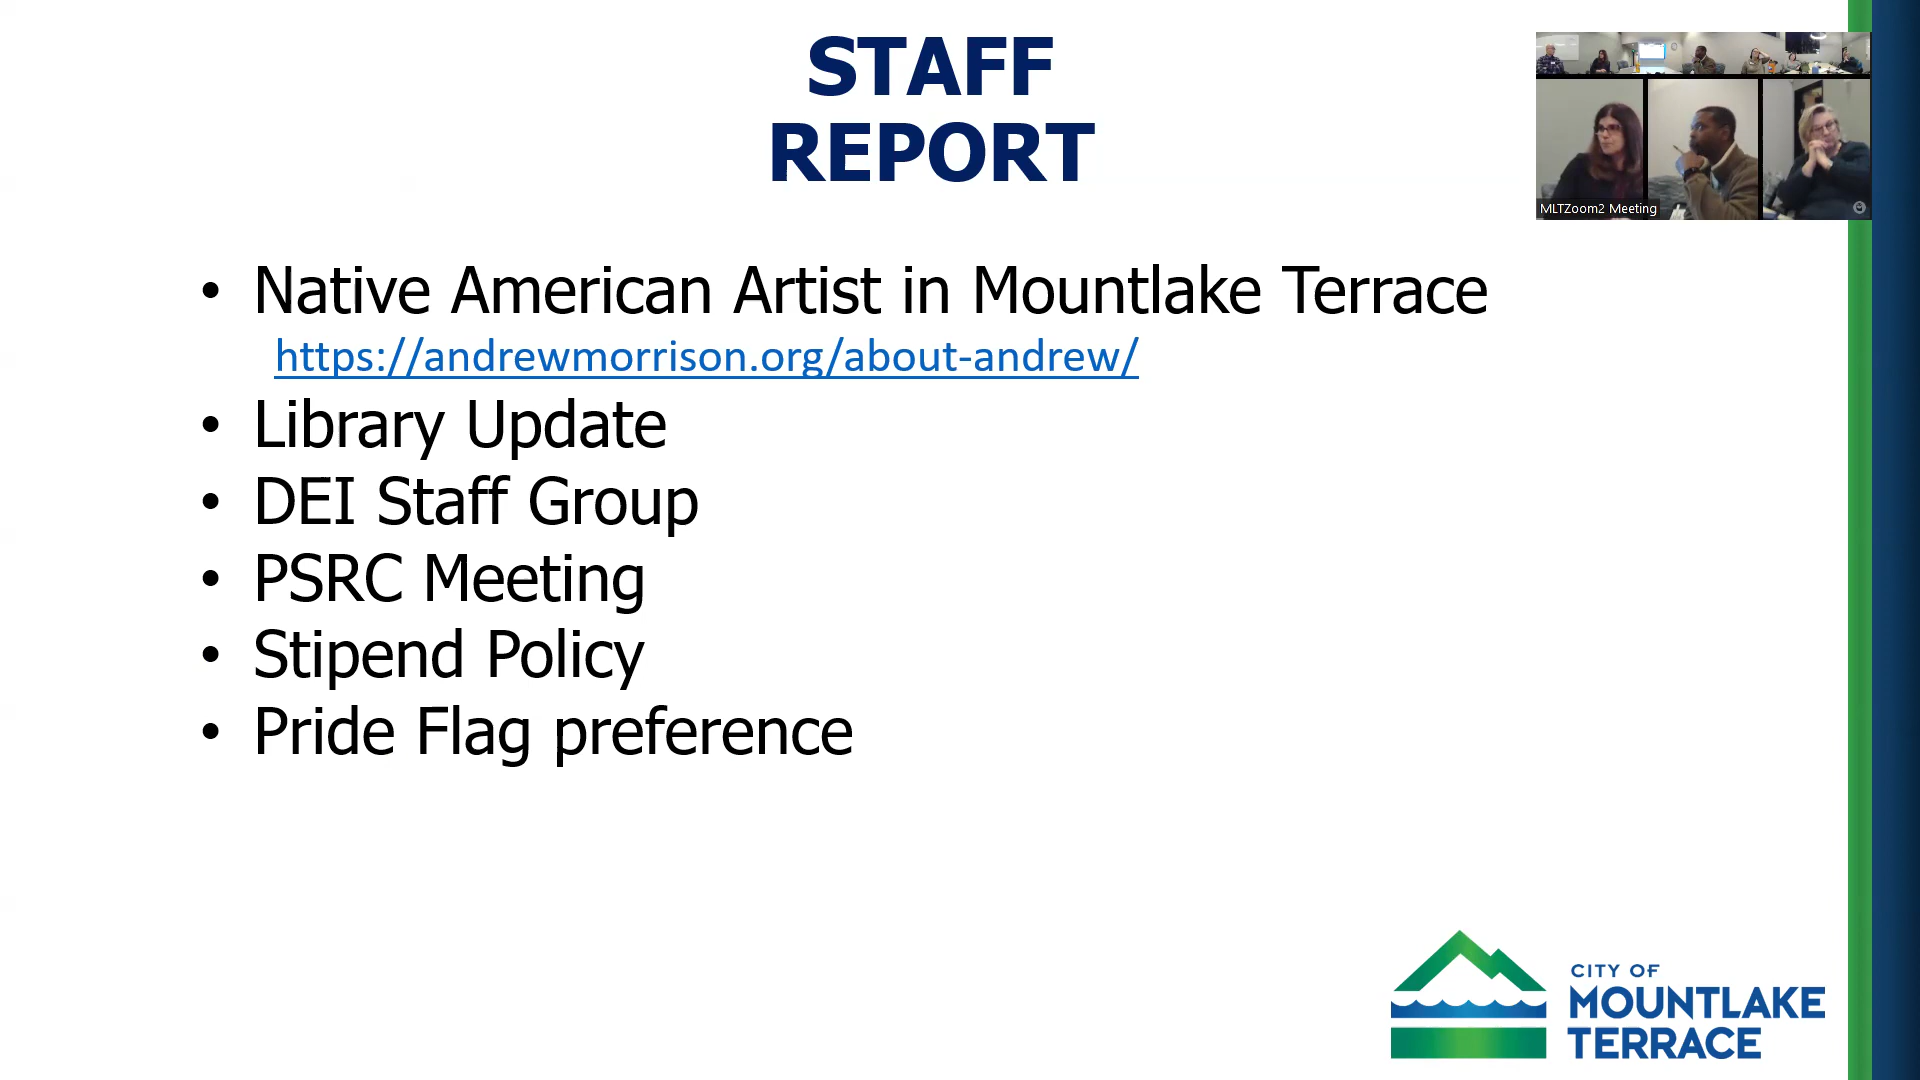 STAFF
REPORT
MLTZoom2 Meeting
• Native American Artist in Mountlake Terrace
https://andrewmorrison.org/about-andrew/
• Library Update
• DEI Staff Group
• PSRC Meeting
• Stipend Policy
• Pride Flag preference
CITY OF
MOUNTLAKE
TERRACE